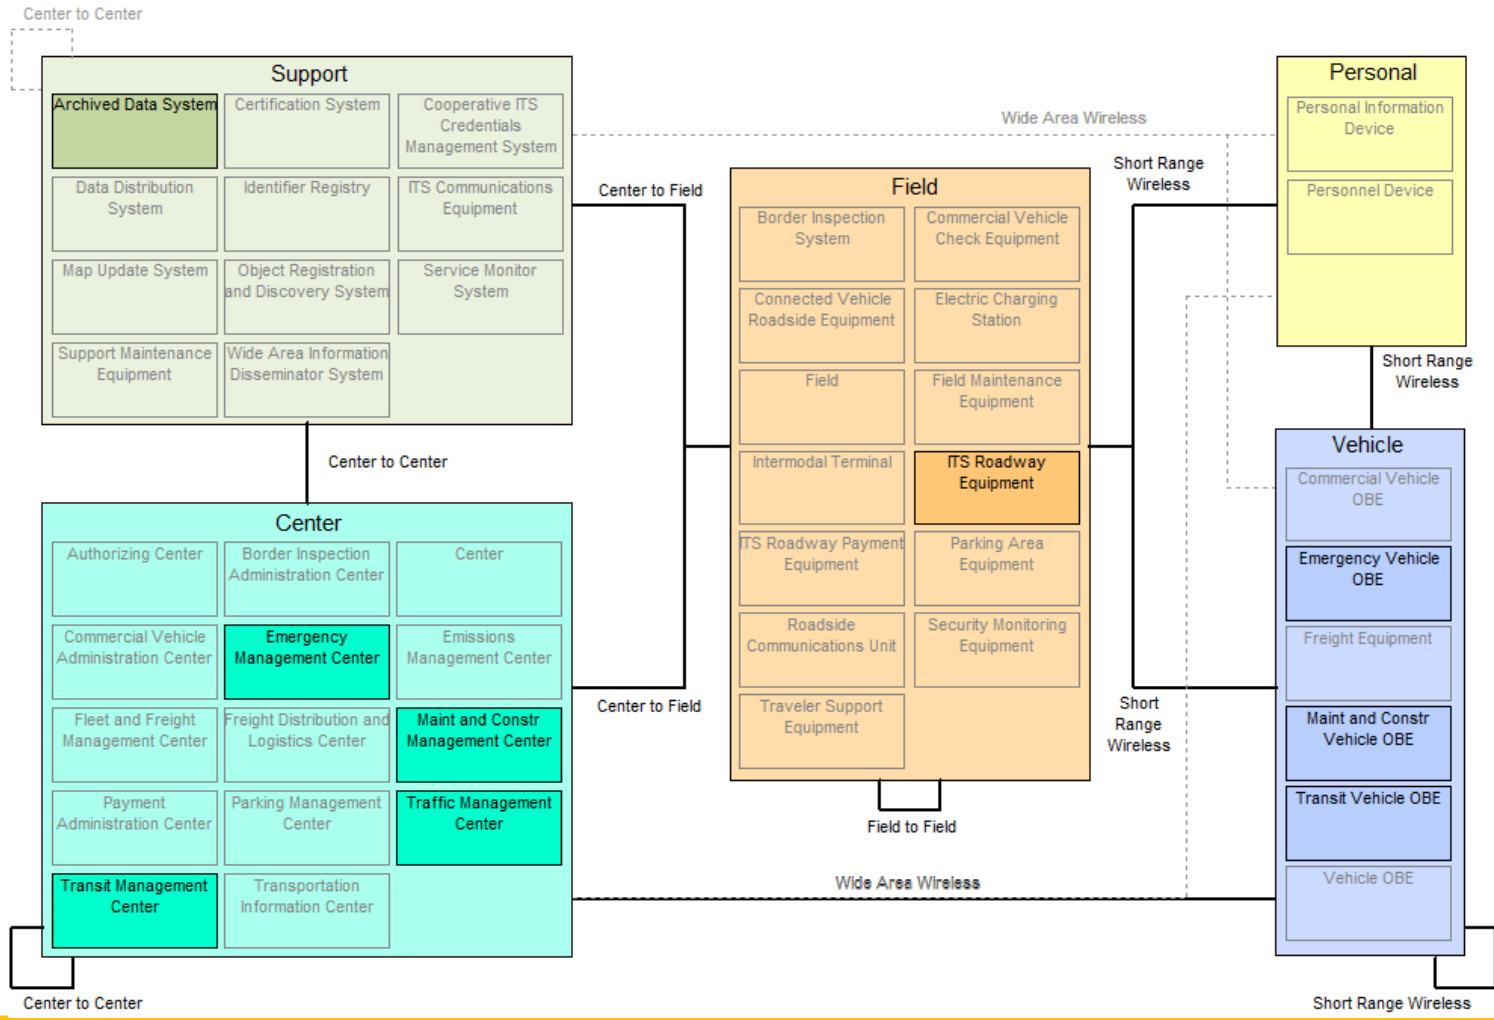 Center to Center
Support
Archived Data System
Certification System
Cooperative ITS
Credentials
Management System
Data Distribution
System
Identifier Registry
ITS Communications
Equipment
Map Update System
Object Registration
and Discovery System
Service Monitor
System
Support Maintenance
Equipment
Wide Area Information
Disseminator System
Center to Center
Center
Authorizing Center
Border Inspection
Administration Center
Center
Commercial Vehicle
Administration Center
Emergency
Management Center
Emissions
Management Center
Fleet and Freight
Management Center
Freight Distribution and
Logistics Center
Maint and Constr
Management Center
Payment
Administration Center
Parking Management
Center
Traffic Management
Center
Transit Management
Center
Transportation
Information Center
Center to Center
Center to Field
Center to Field
Wide Area Wireless
Field
Border Inspection
System
Commercial Vehicle
Check Equipment
Connected Vehicle
Roadside Equipment
Electric Charging
Station
Field
Field Maintenance
Equipment
Intermodal Terminal
ITS Roadway
Equipment
ITS Roadway Payment
Equipment
Parking Area
Equipment
Roadside
Communications Unit
Security Monitoring
Equipment
Traveler Support
Equipment
Field to Field
Wide Area Wireless
Short Range
Wireless
Short
Range
Wireless
Personal
Personal Information
Device
Personnel Device
Short Range
Wireless
Vehicle
Commercial Vehicle
OBE
Emergency Vehicle
OBE
Freight Equipment
Maint and Constr
Vehicle OBE
Transit Vehicle OBE
Vehicle OBE
Short Range Wireless